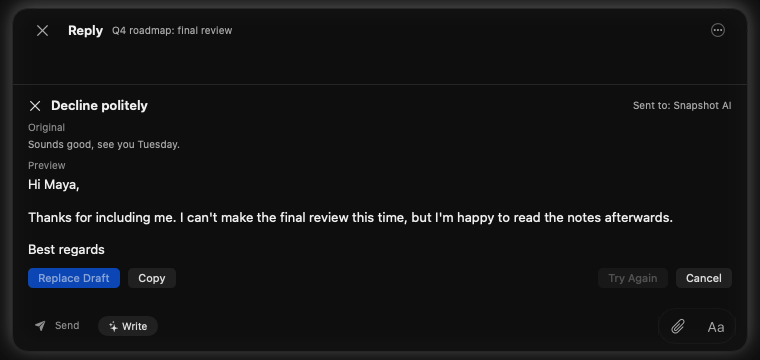 Reply Q4 roadmap: final review
Decline politely Sent to: Snapshot AI
Original
Sounds good, see you Tuesday.
Preview
Hi Maya,
Thanks for including me. I can't make the final review this time, but I'm happy to read the notes afterwards.
Best regards
Replace Draft Copy Try Again Cancel
Send Write Aa